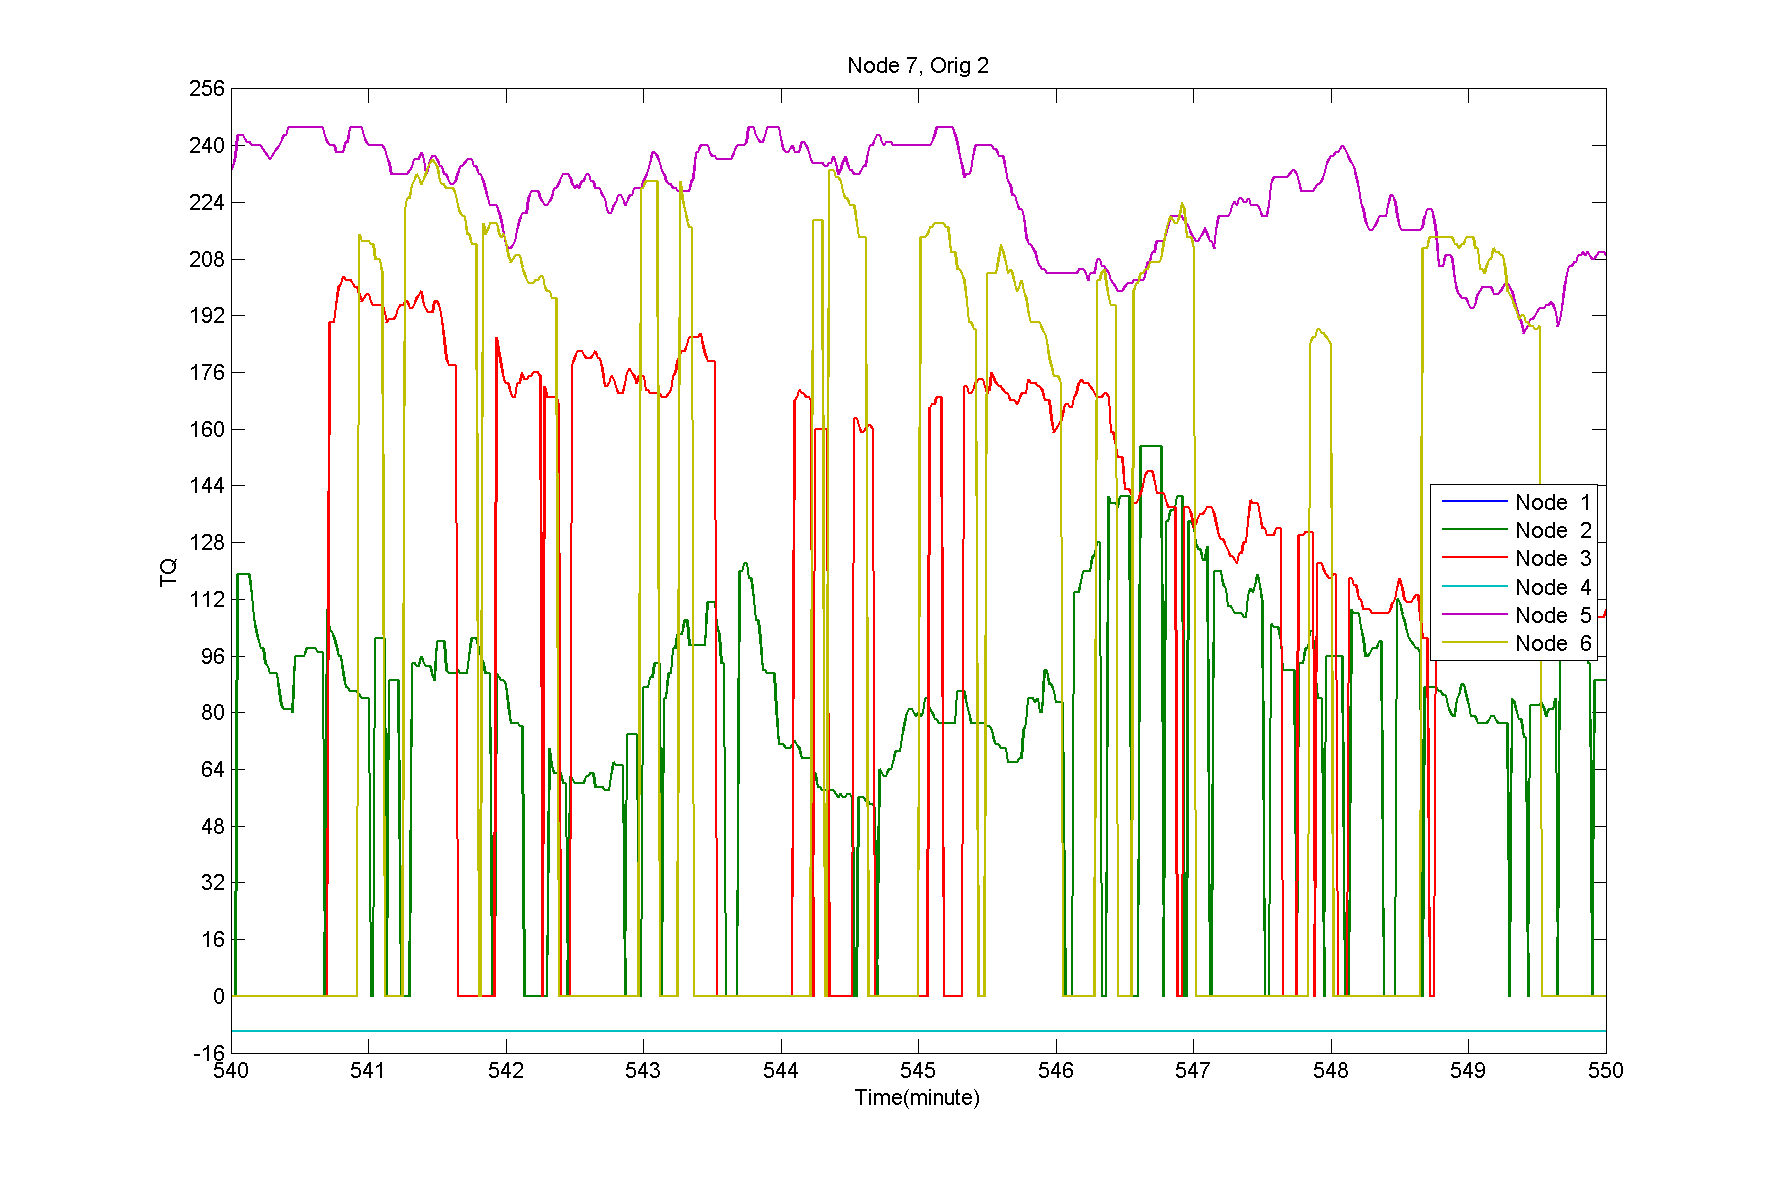 Node 7, Orig 2
256
240
224
208
192
176
160
144
128
112
96
80
64
48
32
16
0
-16
TQ
Node 1
Node 2
Node 3
Node 4
Node 5
Node 6
540 541 542 543 544 545 546 547 548 549 550
Time(minute)